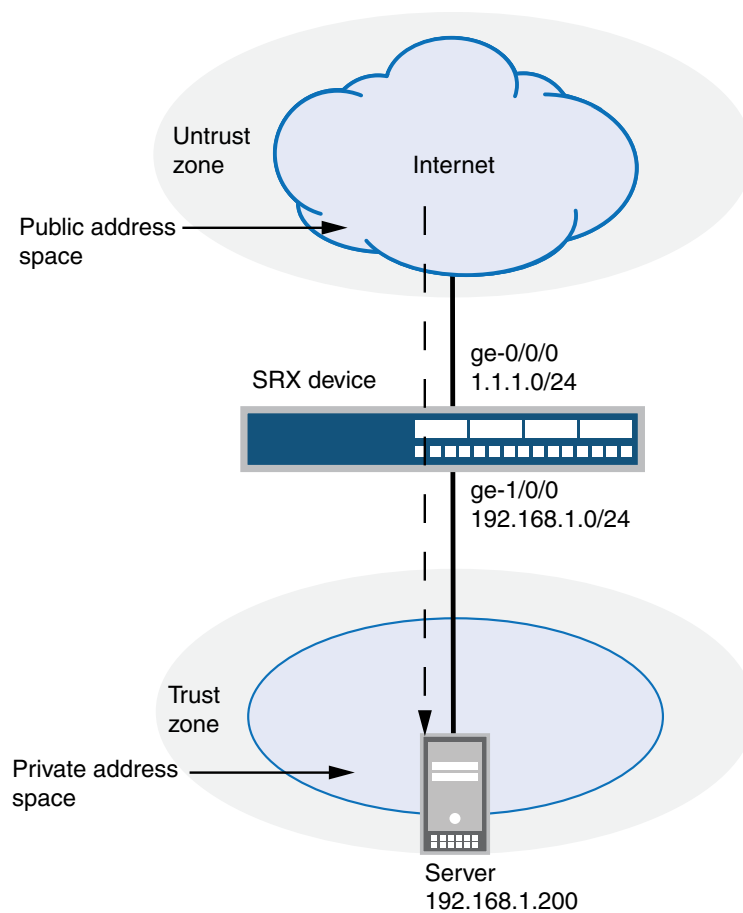 Untrust
zone
Internet
Public address
space
ge-0/0/0
1.1.1.0/24
SRX device
ge-1/0/0
192.168.1.0/24
Trust
zone
Private address
space
Server
192.168.1.200